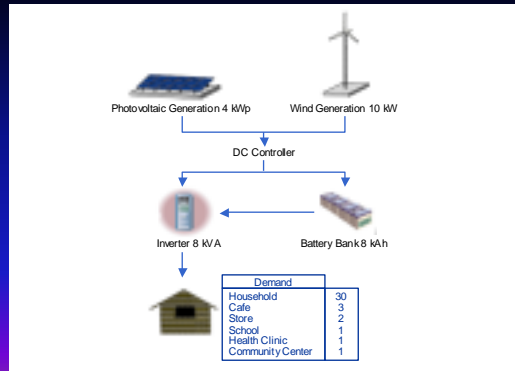 Photovoltaic Generation 4 kWp
Wind Generation 10 kW
DC Controller
Inverter 8 kVA
Battery Bank 8 kAh
Demand
Household 30
Cafe 3
Store 2
School 1
Health Clinic 1
Community Center 1